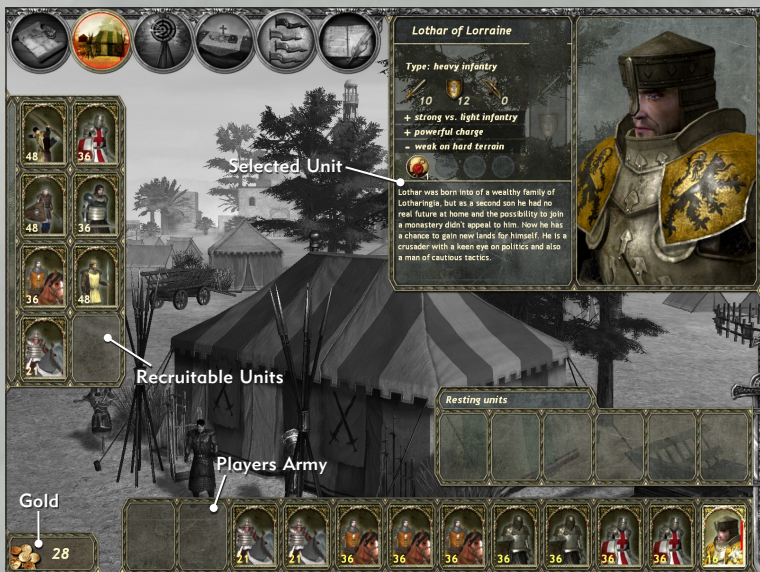 Lothar of Lorraine
Type: heavy infantry
10 12 0
+ strong vs. light infantry
+ powerful charge
- weak on hard terrain
Selected Unit
Lothar was born into of a wealthy family of
Lotharingia, but as a second son he had no
real future at home and the possibility to join
a monastery didn't appeal to him. Now he has
a chance to gain new lands for himself. He is a
crusader with a keen eye on politics and also
a man of cautious tactics.
48 36
48 36
36 48
Recruitable Units
Resting units
Players Army
Gold
28
21 21 36 36 36 36 36 36 36 16